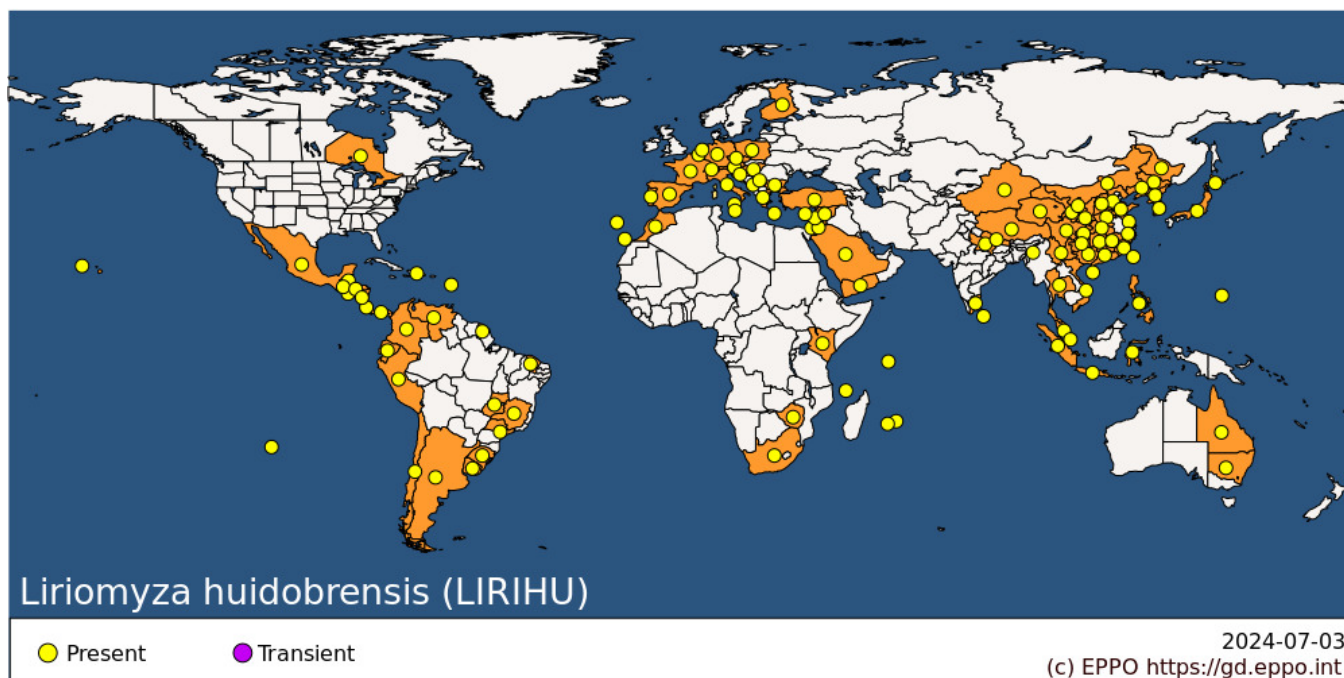 Liriomyza huidobrensis (LIRIHU)
Present
Transient
2024-07-03
(c) EPPO https://gd.eppo.int